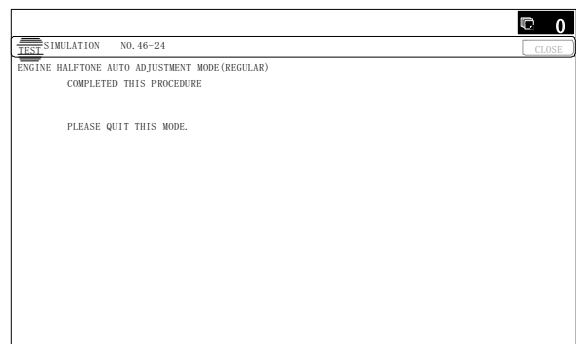 0
TEST SIMULATION NO.46-24
CLOSE
ENGINE HALFTONE AUTO ADJUSTMENT MODE(REGULAR)
COMPLETED THIS PROCEDURE
PLEASE QUIT THIS MODE.